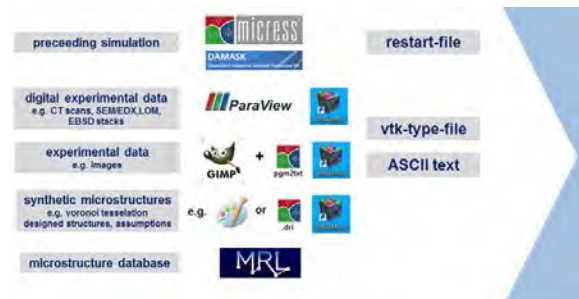 preceeding simulation
micress
restart-file
DAMASK
digital experimental data
e.g. CT scans, SEM/EDX,LOM,
EBSD stacks
ParaView
vtk-type-file
experimental data
e.g. Images
GIMP
+
pgm2txt
ASCII text
synthetic microstructures
e.g. voronoi tesselation
designed structures, assumptions
e.g.
or
.dri
microstructure database
MRL